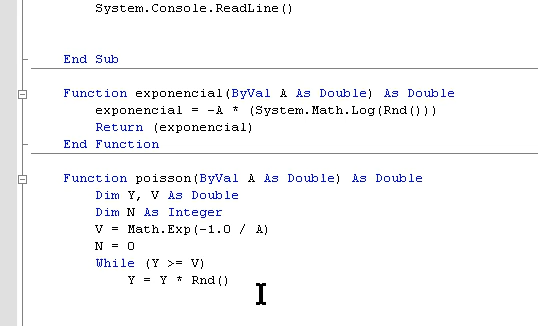 System.Console.ReadLine()
End Sub
Function exponencial(ByVal A As Double) As Double
exponencial = -A * (System.Math.Log(Rnd()))
Return (exponencial)
End Function
Function poisson(ByVal A As Double) As Double
Dim Y, V As Double
Dim N As Integer
V = Math.Exp(-1.0 / A)
N = 0
While (Y >= V)
Y = Y * Rnd()